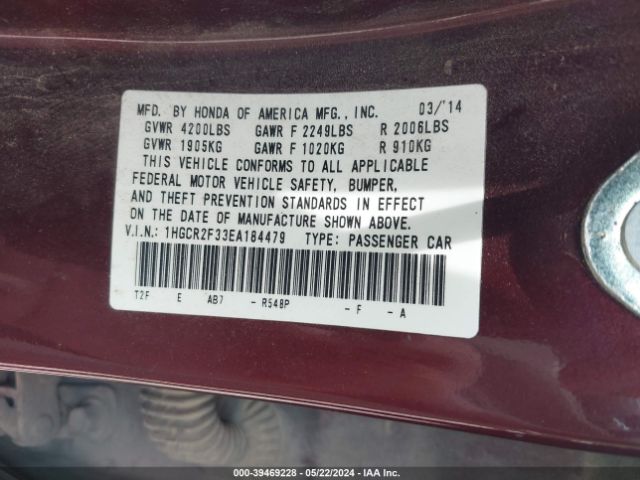 MFD. BY HONDA OF AMERICA MFG., INC. 03/'14
GVWR 4200LBS GAWR F 2249LBS R 2006LBS
GVWR 1905KG GAWR F 1020KG R 910KG
THIS VEHICLE CONFORMS TO ALL APPLICABLE
FEDERAL MOTOR VEHICLE SAFETY, BUMPER,
AND THEFT PREVENTION STANDARDS IN EFFECT
ON THE DATE OF MANUFACTURE SHOWN ABOVE.
V.I.N.: 1HGCR2F33EA184479 TYPE: PASSENGER CAR
T2F E AB7 - R548P - F - A
000-39469228 - 05/22/2024 - IAA Inc.